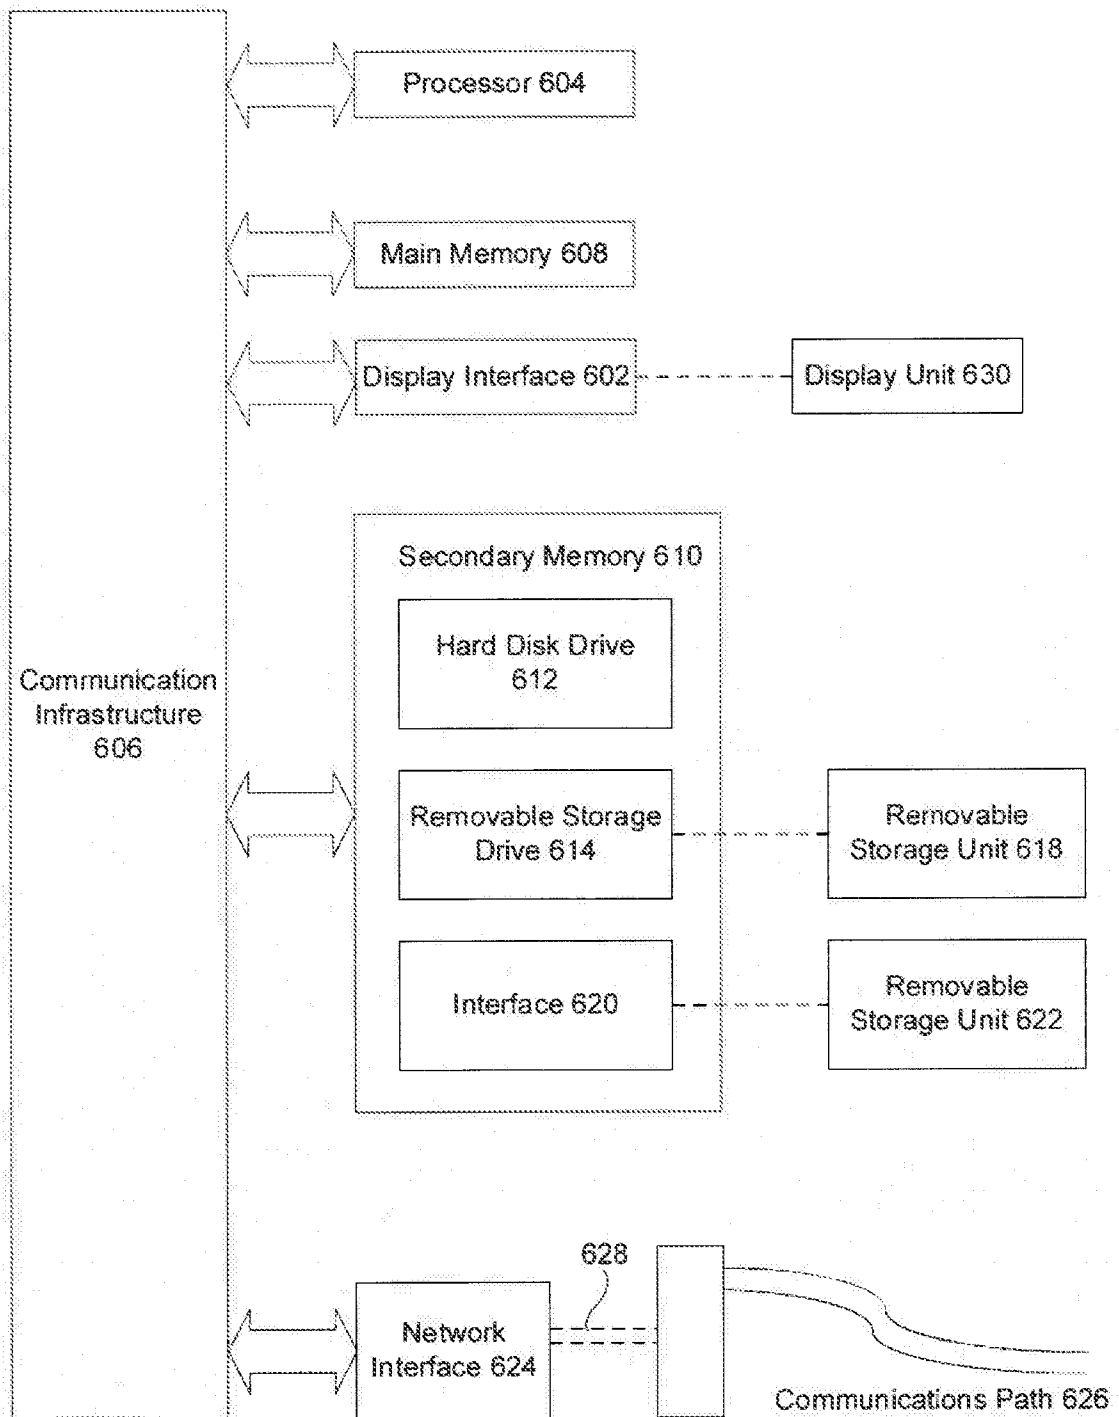 Processor 604
Main Memory 608
Display Interface 602
Display Unit 630
Secondary Memory 610
Hard Disk Drive
612
Communication
Infrastructure
606
Removable Storage
Drive 614
Removable
Storage Unit 618
Interface 620
Removable
Storage Unit 622
628
Network
Interface 624
Communications Path 626